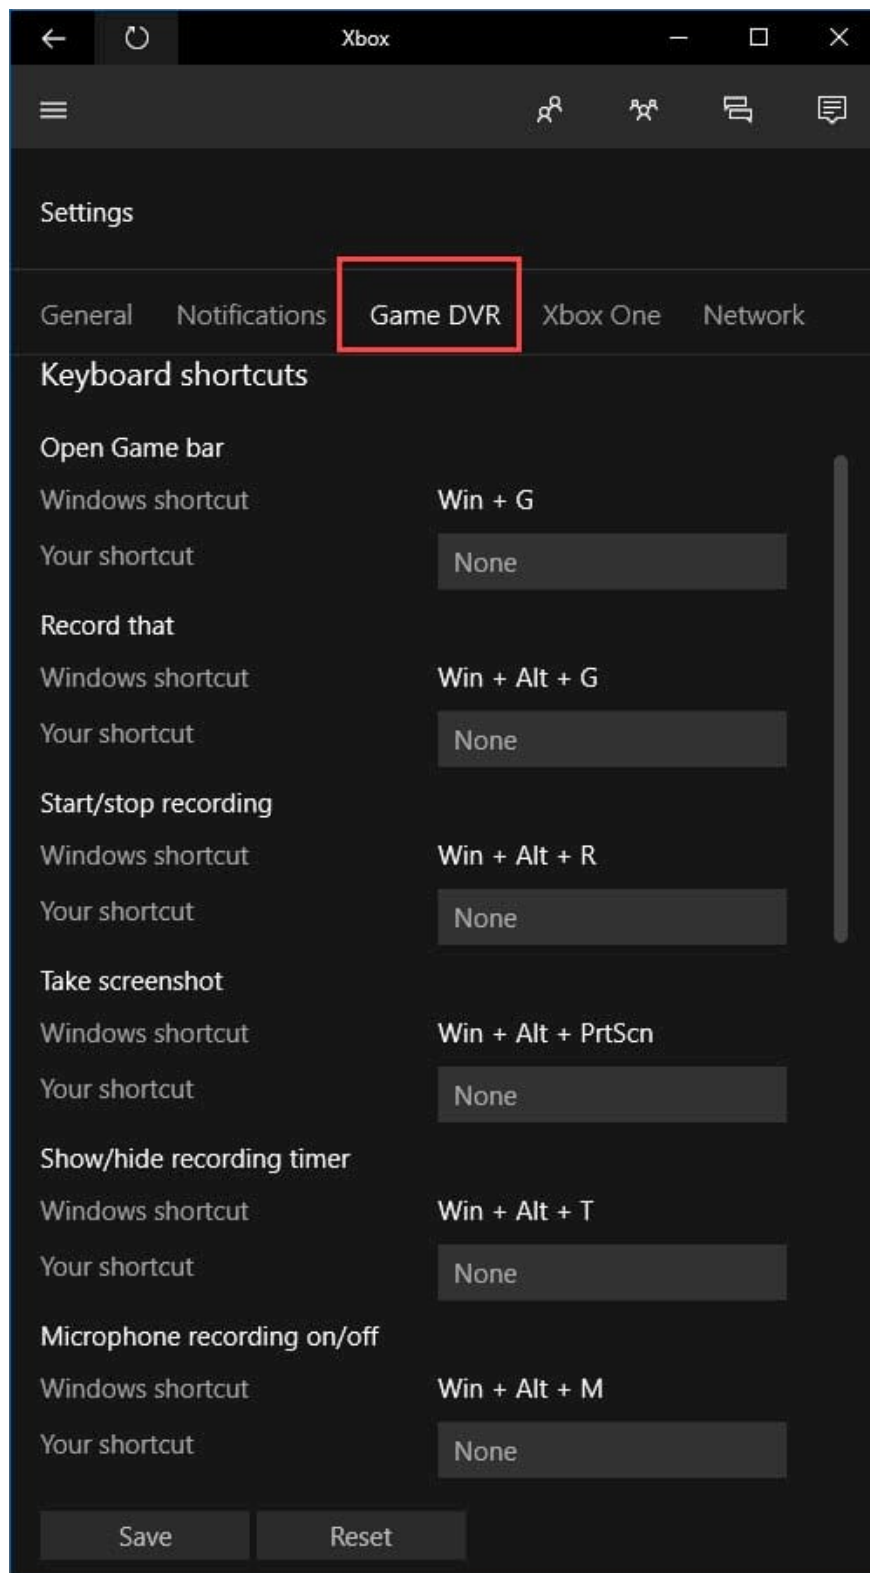 Xbox
Settings
General Notifications Game DVR Xbox One Network
Keyboard shortcuts
Open Game bar
Windows shortcut Win + G
Your shortcut None
Record that
Windows shortcut Win + Alt + G
Your shortcut None
Start/stop recording
Windows shortcut Win + Alt + R
Your shortcut None
Take screenshot
Windows shortcut Win + Alt + PrtScn
Your shortcut None
Show/hide recording timer
Windows shortcut Win + Alt + T
Your shortcut None
Microphone recording on/off
Windows shortcut Win + Alt + M
Your shortcut None
Save Reset